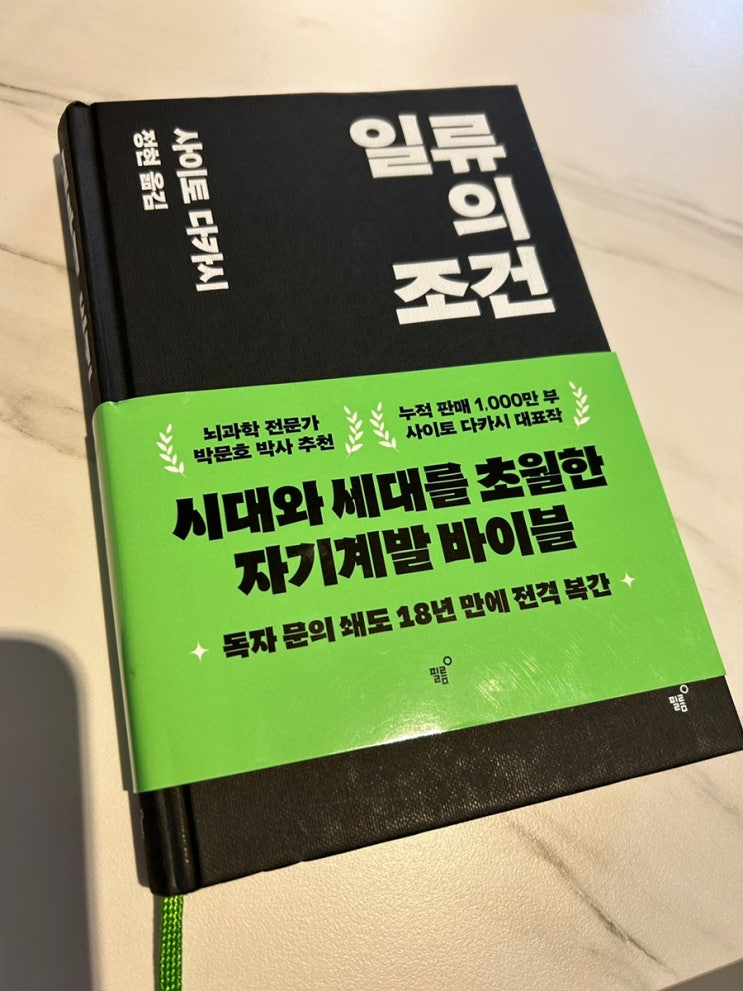 일류
의
조건
사이토 다카시
정현 옮김
뇌과학 전문가
박문호 박사 추천
누적 판매 1,000만 부
사이토 다카시 대표작
시대와 세대를 초월한
자기계발 바이블
독자 문의 쇄도 18년 만에 전격 복간
필름
필름